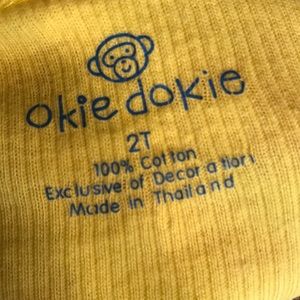 okie dokie
2T
100% Cotton
Exclusive of Decoration
Made In Thailand